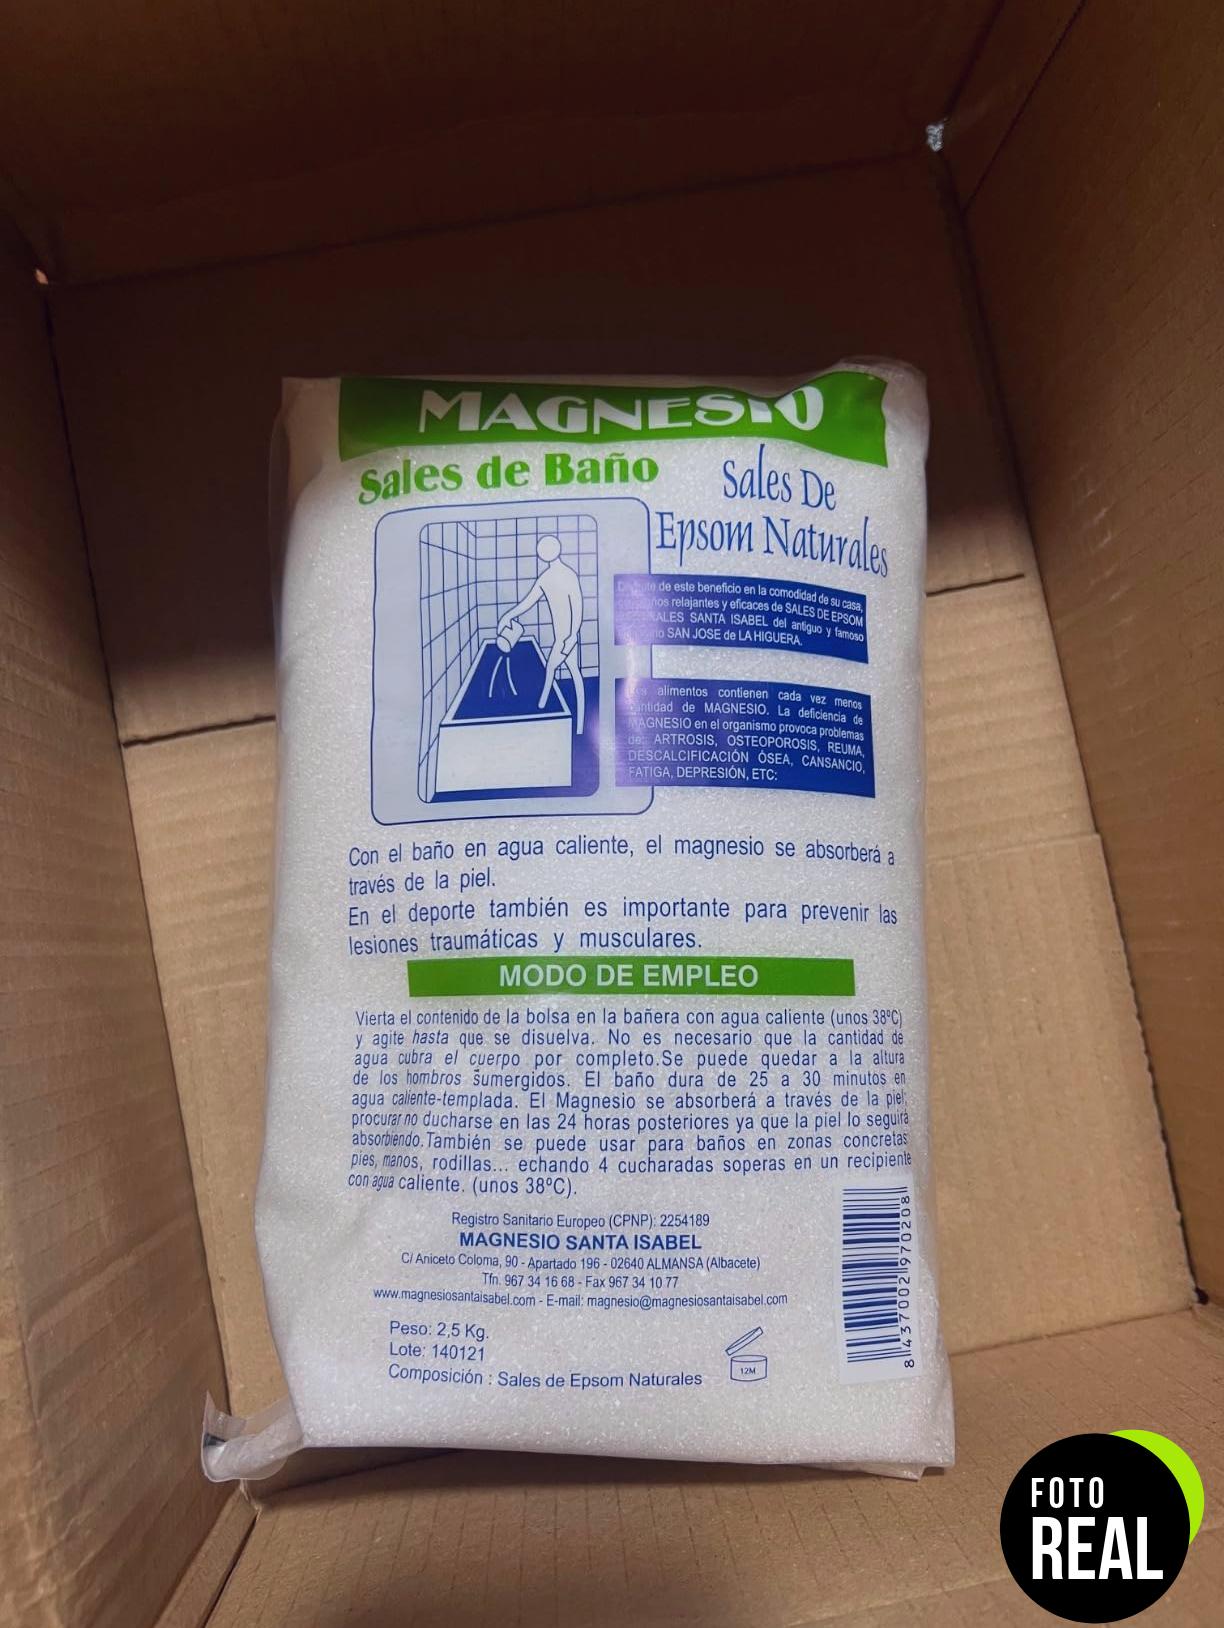 MAGNESIO
Sales de Baño
Sales De
Epsom Naturales
de este beneficio en la comodidad de su casa,
relajantes y eficaces de SALES DE EPSOM
SANTA ISABEL del antiguo y famoso
SAN JOSE de LA HIGUERA.
alimentos contienen cada vez menos
cantidad de MAGNESIO. La deficiencia de
MAGNESIO en el organismo provoca problemas
de: ARTROSIS, OSTEOPOROSIS, REUMA,
DESCALCIFICACIÓN ÓSEA, CANSANCIO,
FATIGA, DEPRESIÓN, ETC:
Con el baño en agua caliente, el magnesio se absorberá a
través de la piel.
En el deporte también es importante para prevenir las
lesiones traumáticas y musculares.
MODO DE EMPLEO
Vierta el contenido de la bolsa en la bañera con agua caliente (unos 38ºC)
y agite hasta que se disuelva. No es necesario que la cantidad de
agua cubra el cuerpo por completo.Se puede quedar a la altura
de los hombros sumergidos. El baño dura de 25 a 30 minutos en
agua caliente-templada. El Magnesio se absorberá a través de la piel;
procurar no ducharse en las 24 horas posteriores ya que la piel lo seguirá
absorbiendo.También se puede usar para baños en zonas concretas
pies, manos, rodillas... echando 4 cucharadas soperas en un recipiente
con agua caliente. (unos 38ºC).
Registro Sanitario Europeo (CPNP): 2254189
MAGNESIO SANTA ISABEL
C/ Aniceto Coloma, 90 - Apartado 196 - 02640 ALMANSA (Albacete)
Tfn. 967 34 16 68 - Fax 967 34 10 77
www.magnesiosantaisabel.com - E-mail: magnesio@magnesiosantaisabel.com
Peso: 2,5 Kg.
Lote: 140121
Composición : Sales de Epsom Naturales
12M
8 437002 970208
FOTO
REAL